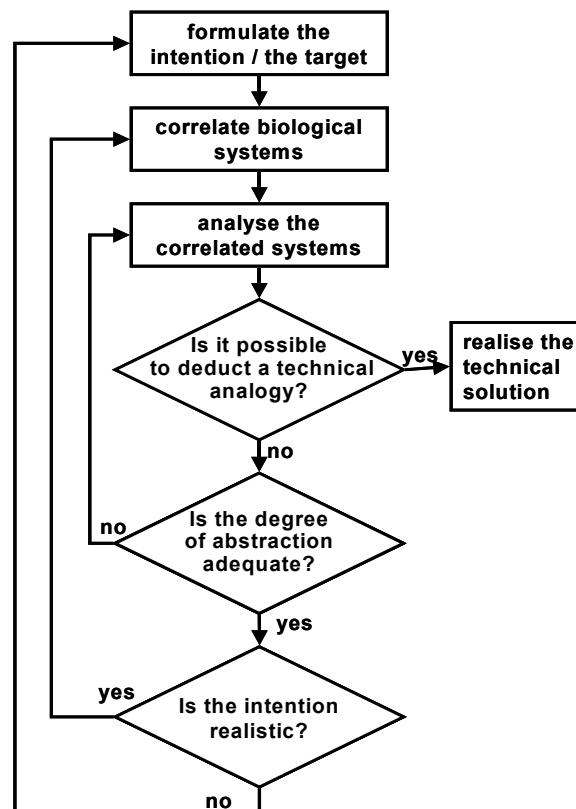 formulate the
intention / the target
correlate biological
systems
analyse the
correlated systems
Is it possible
to deduct a technical
analogy?
yes
realise the
technical
solution
no
Is the degree
of abstraction
adequate?
no
yes
Is the intention
realistic?
yes
no